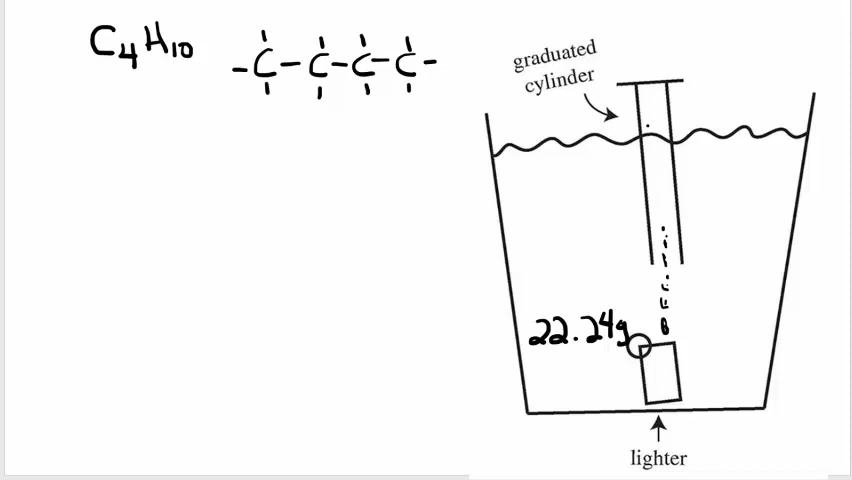 C₄H₁₀
-C-C-C-C-
graduated
cylinder
22.24g
lighter